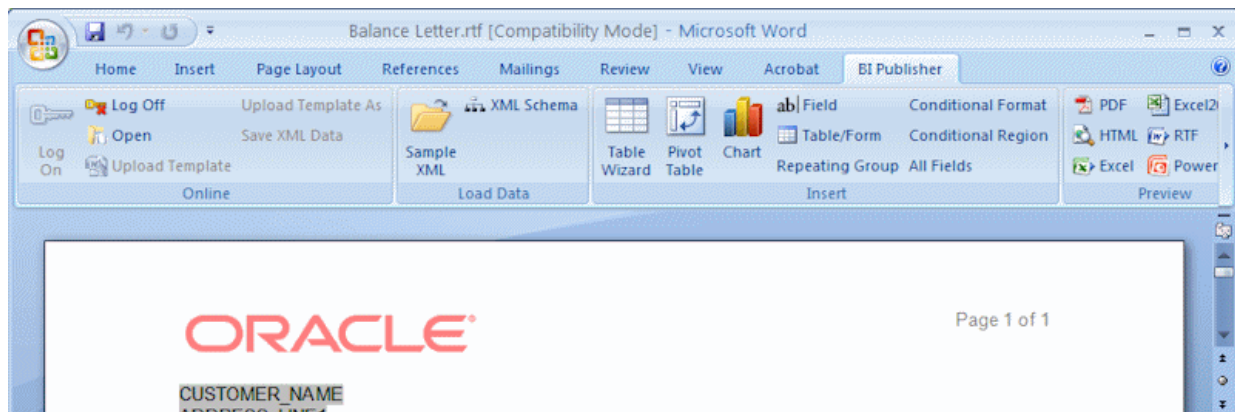 Balance Letter.rtf [Compatibility Mode] - Microsoft Word
Home Insert Page Layout References Mailings Review View Acrobat BI Publisher
Log Off Upload Template As XML Schema ab Field Conditional Format PDF Excel2
Open Save XML Data Table/Form Conditional Region HTML RTF
Log On Upload Template Sample XML Table Wizard Pivot Table Chart Repeating Group All Fields Excel Power
Online Load Data Insert Preview
ORACLE Page 1 of 1
CUSTOMER_NAME